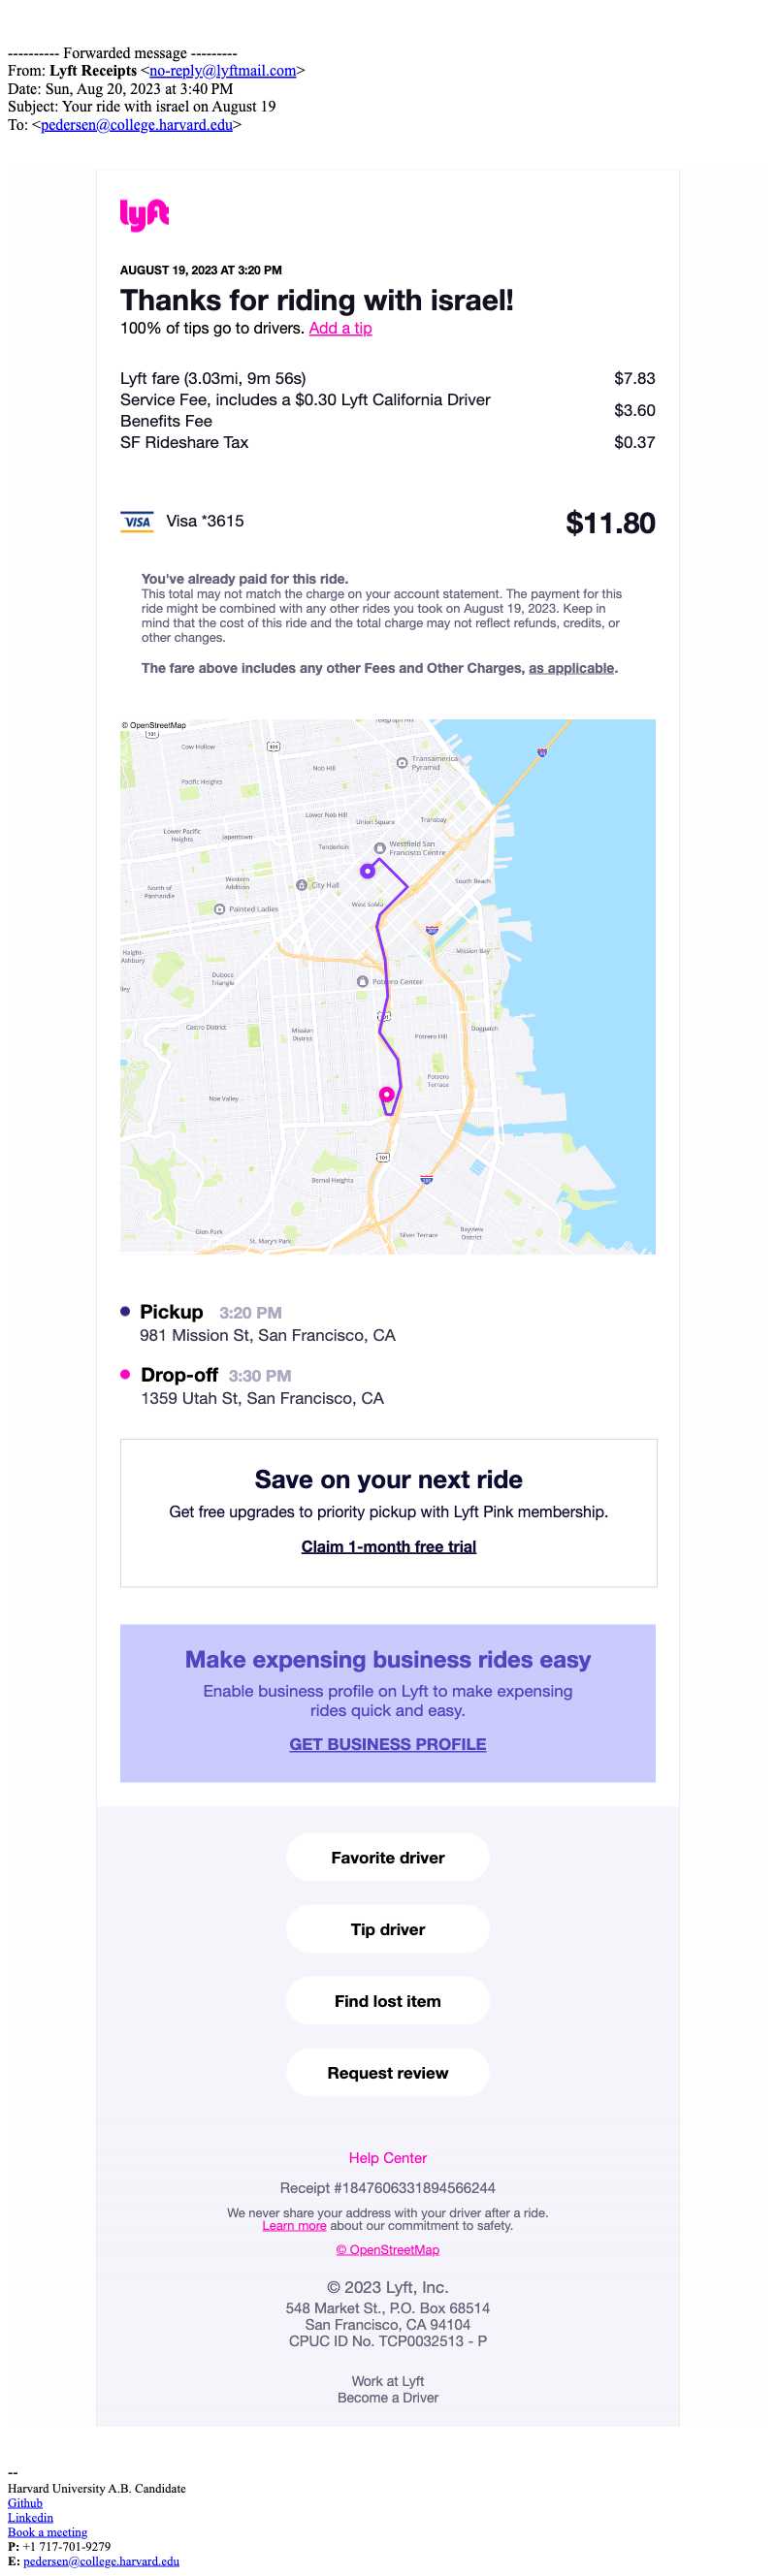 ---------- Forwarded message ---------
From: Lyft Receipts <no-reply@lyftmail.com>
Date: Sun, Aug 20, 2023 at 3:40 PM
Subject: Your ride with israel on August 19
To: <pedersen@college.harvard.edu>
lyft
AUGUST 19, 2023 AT 3:20 PM
Thanks for riding with israel!
100% of tips go to drivers. Add a tip
Lyft fare (3.03mi, 9m 56s) $7.83
Service Fee, includes a $0.30 Lyft California Driver
Benefits Fee $3.60
SF Rideshare Tax $0.37
VISA Visa *3615 $11.80
You've already paid for this ride.
This total may not match the charge on your account statement. The payment for this
ride might be combined with any other rides you took on August 19, 2023. Keep in
mind that the cost of this ride and the total charge may not reflect refunds, credits, or
other changes.
The fare above includes any other Fees and Other Charges, as applicable.
© OpenStreetMap
Telegraph Hill
101
Cow Hollow
Nob Hill
Transamerica
Pyramid
Pacific Heights
Lower Nob Hill
Union Square
Transbay
Lower Pacific
Heights
Japantown
Tenderloin
Westfield San
Francisco Centre
North of
Panhandle
Western
Addition
City Hall
South Beach
Painted Ladies
West SoMa
Haight-
Ashbury
Mission Bay
Duboce
Triangle
Potrero Center
Castro District
Mission
District
Potrero Hill
Dogpatch
Potrero
Terrace
Noe Valley
101
Bernal Heights
Glen Park
St. Mary's Park
Silver Terrace
Bayview
District
Pickup 3:20 PM
981 Mission St, San Francisco, CA
Drop-off 3:30 PM
1359 Utah St, San Francisco, CA
Save on your next ride
Get free upgrades to priority pickup with Lyft Pink membership.
Claim 1-month free trial
Make expensing business rides easy
Enable business profile on Lyft to make expensing
rides quick and easy.
GET BUSINESS PROFILE
Favorite driver
Tip driver
Find lost item
Request review
Help Center
Receipt #1847606331894566244
We never share your address with your driver after a ride.
Learn more about our commitment to safety.
© OpenStreetMap
© 2023 Lyft, Inc.
548 Market St., P.O. Box 68514
San Francisco, CA 94104
CPUC ID No. TCP0032513 - P
Work at Lyft
Become a Driver
--
Harvard University A.B. Candidate
Github
Linkedin
Book a meeting
P: +1 717-701-9279
E: pedersen@college.harvard.edu